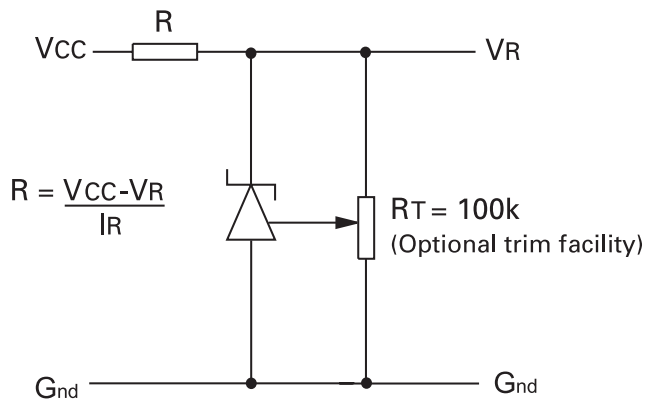 R
VCC
VR
R = VCC-VR
IR
RT = 100k
(Optional trim facility)
Gnd
Gnd